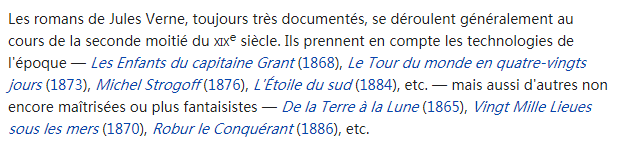 Les romans de Jules Verne, toujours très documentés, se déroulent généralement au
cours de la seconde moitié du XIXe siècle. Ils prennent en compte les technologies de
l'époque — Les Enfants du capitaine Grant (1868), Le Tour du monde en quatre-vingts
jours (1873), Michel Strogoff (1876), L'Étoile du sud (1884), etc. — mais aussi d'autres non
encore maîtrisées ou plus fantaisistes — De la Terre à la Lune (1865), Vingt Mille Lieues
sous les mers (1870), Robur le Conquérant (1886), etc.